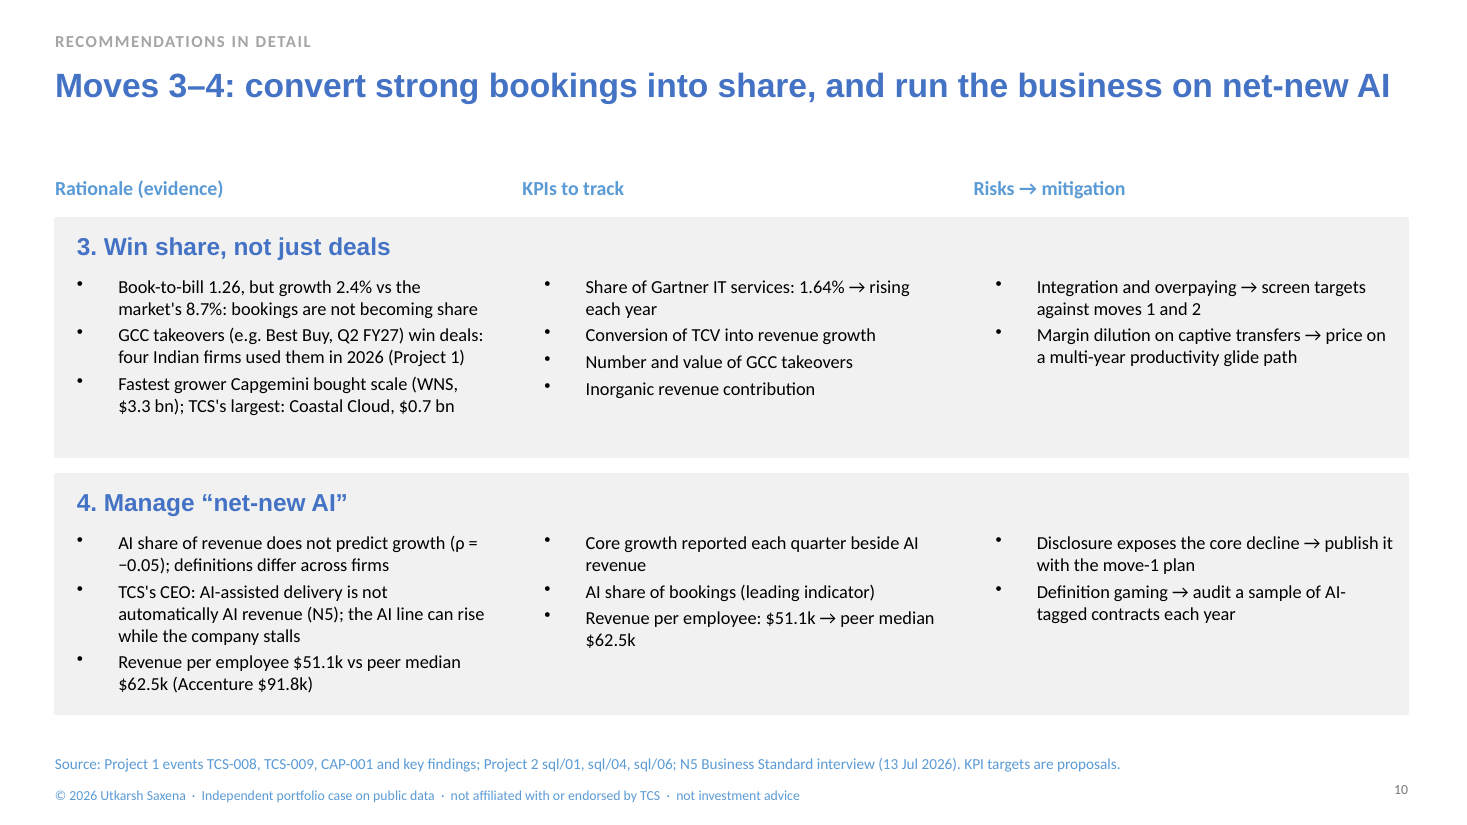 RECOMMENDATIONS IN DETAIL
Moves 3–4: convert strong bookings into share, and run the business on net-new AI
Rationale (evidence)
KPIs to track
Risks → mitigation
3. Win share, not just deals
• Book-to-bill 1.26, but growth 2.4% vs the
market's 8.7%: bookings are not becoming share
• GCC takeovers (e.g. Best Buy, Q2 FY27) win deals:
four Indian firms used them in 2026 (Project 1)
• Fastest grower Capgemini bought scale (WNS,
$3.3 bn); TCS's largest: Coastal Cloud, $0.7 bn
• Share of Gartner IT services: 1.64% → rising
each year
• Conversion of TCV into revenue growth
• Number and value of GCC takeovers
• Inorganic revenue contribution
• Integration and overpaying → screen targets
against moves 1 and 2
• Margin dilution on captive transfers → price on
a multi-year productivity glide path
4. Manage “net-new AI”
• AI share of revenue does not predict growth (ρ =
−0.05); definitions differ across firms
• TCS's CEO: AI-assisted delivery is not
automatically AI revenue (N5); the AI line can rise
while the company stalls
• Revenue per employee $51.1k vs peer median
$62.5k (Accenture $91.8k)
• Core growth reported each quarter beside AI
revenue
• AI share of bookings (leading indicator)
• Revenue per employee: $51.1k → peer median
$62.5k
• Disclosure exposes the core decline → publish it
with the move-1 plan
• Definition gaming → audit a sample of AI-
tagged contracts each year
Source: Project 1 events TCS-008, TCS-009, CAP-001 and key findings; Project 2 sql/01, sql/04, sql/06; N5 Business Standard interview (13 Jul 2026). KPI targets are proposals.
© 2026 Utkarsh Saxena · Independent portfolio case on public data · not affiliated with or endorsed by TCS · not investment advice
10